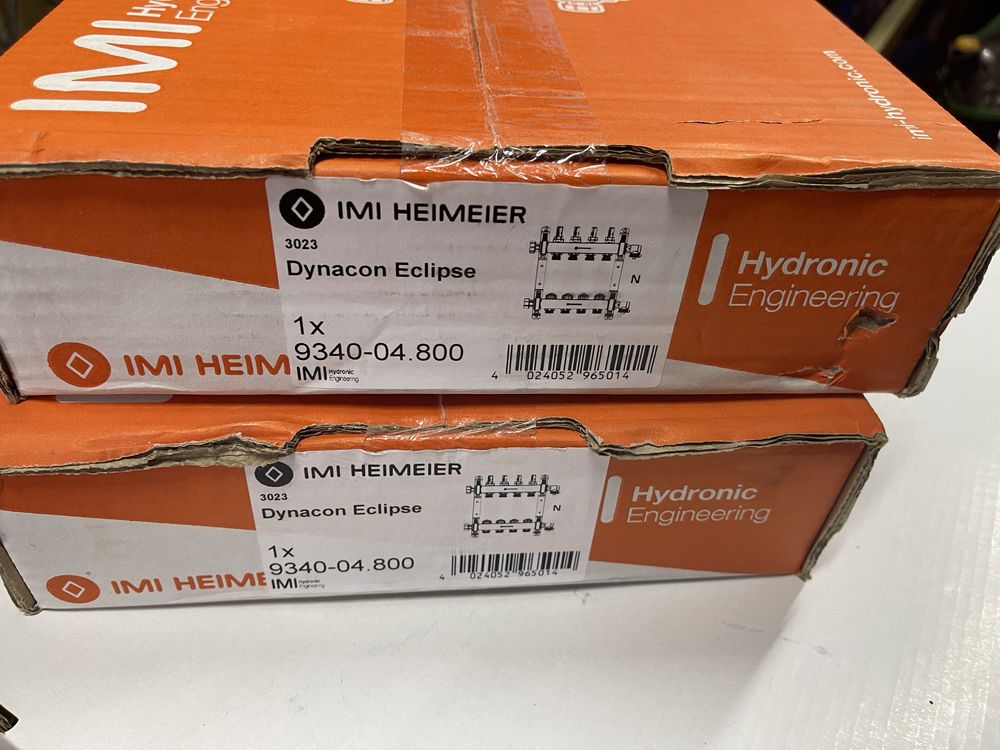 IMI Hy
Eng
imi-hydronic.com
IMI HEIMEIER
3023
Dynacon Eclipse
N
1x
9340-04.800
IMI Hydronic
Engineering
4 024052 965014
IMI HEIM
Hydronic
Engineering
IMI HEIMEIER
3023
Dynacon Eclipse
N
1x
9340-04.800
IMI Hydronic
Engineering
4 024052 965014
IMI HEIME
Hydronic
Engineering